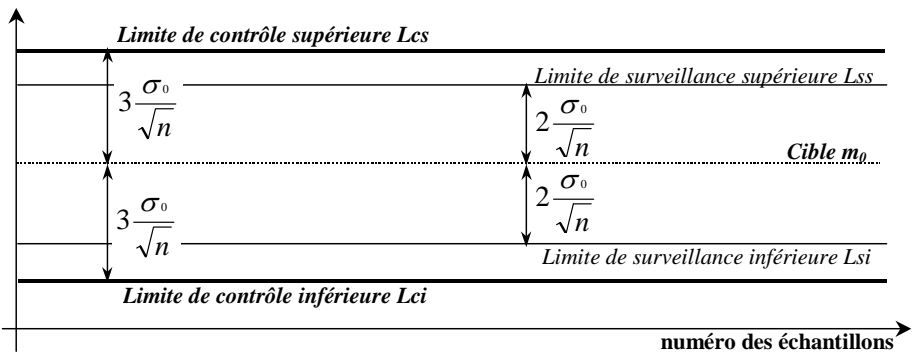 Limite de contrôle supérieure Lcs
Limite de surveillance supérieure Lss
3 σ₀ / √n
2 σ₀ / √n
Cible m₀
3 σ₀ / √n
2 σ₀ / √n
Limite de surveillance inférieure Lsi
Limite de contrôle inférieure Lci
numéro des échantillons